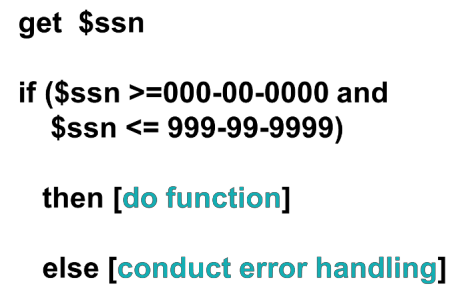 get $ssn
if ($ssn >=000-00-0000 and
$ssn <= 999-99-9999)
then [do function]
else [conduct error handling]